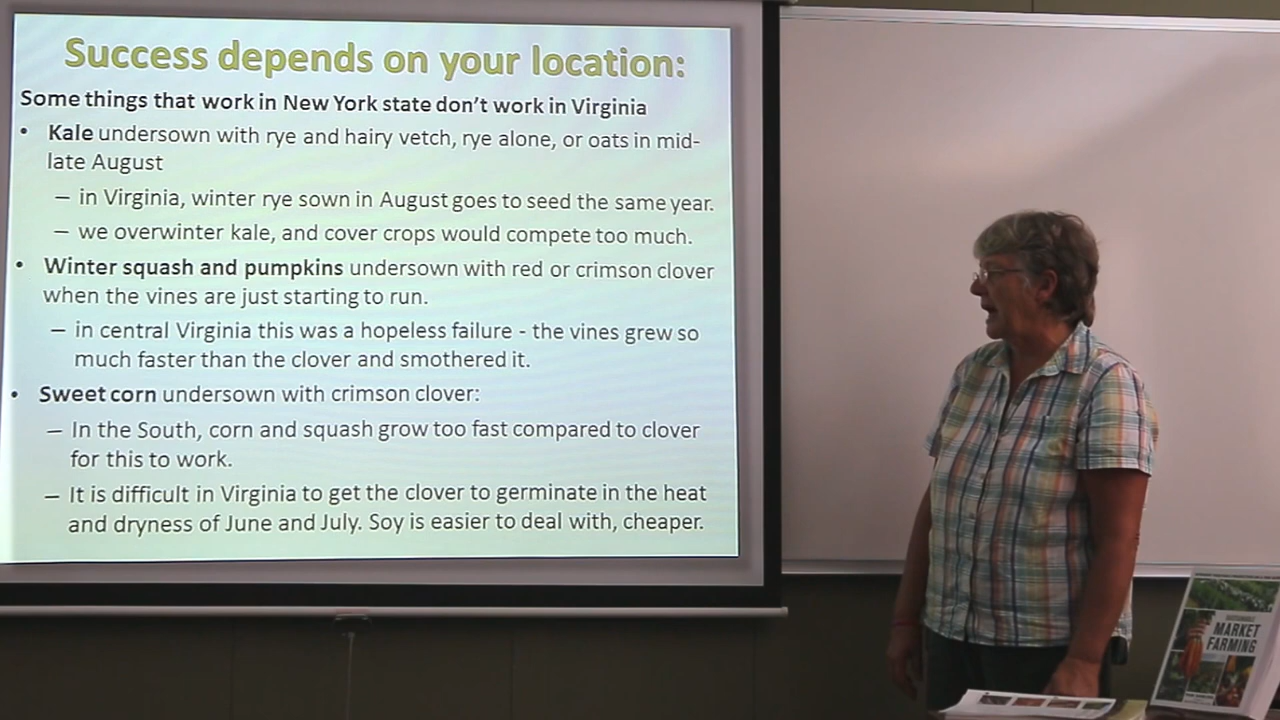 Success depends on your location:
Some things that work in New York state don't work in Virginia
• Kale undersown with rye and hairy vetch, rye alone, or oats in mid-
late August
– in Virginia, winter rye sown in August goes to seed the same year.
– we overwinter kale, and cover crops would compete too much.
• Winter squash and pumpkins undersown with red or crimson clover
when the vines are just starting to run.
– in central Virginia this was a hopeless failure - the vines grew so
much faster than the clover and smothered it.
• Sweet corn undersown with crimson clover:
– In the South, corn and squash grow too fast compared to clover
for this to work.
– It is difficult in Virginia to get the clover to germinate in the heat
and dryness of June and July. Soy is easier to deal with, cheaper.
SUSTAINABLE
MARKET
FARMING